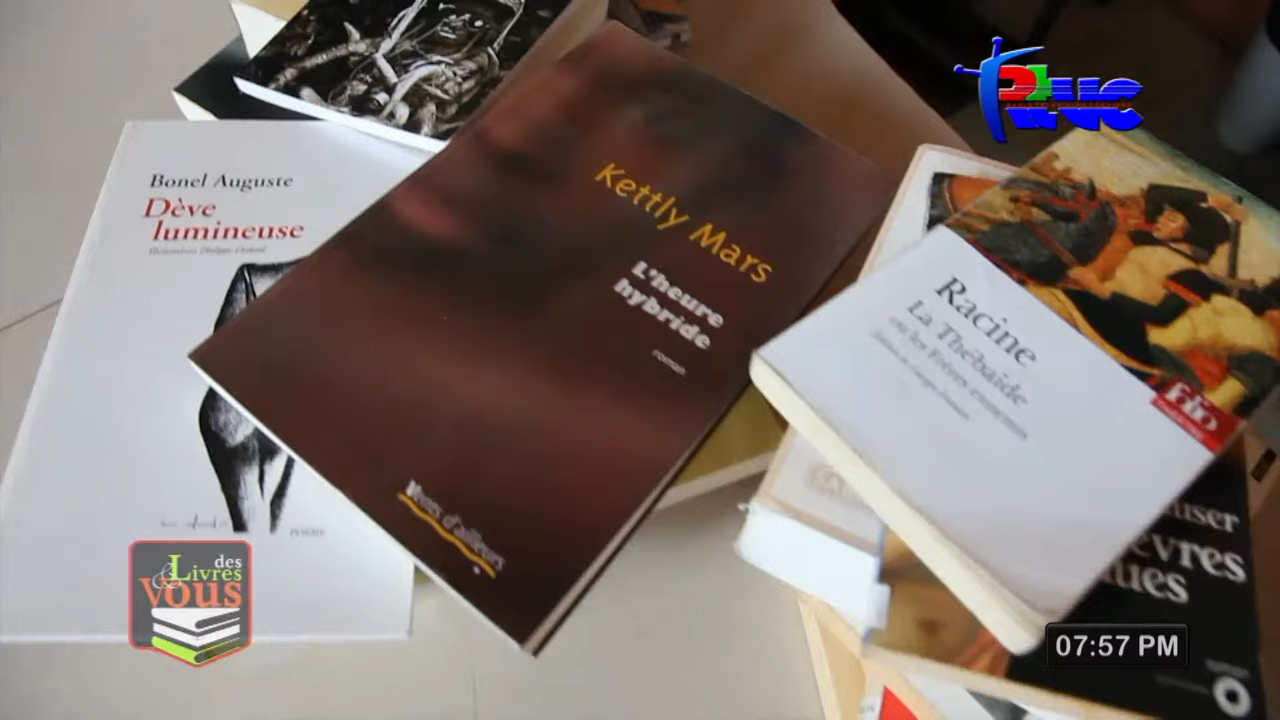 Bonel Auguste
Dève
lumineuse
Kettly Mars
L'heure
hybride
roman
Vents d'ailleurs
Racine
La Thébaïde
ou les Frères ennemis
folio
des
Livres
& Vous
07:57 PM